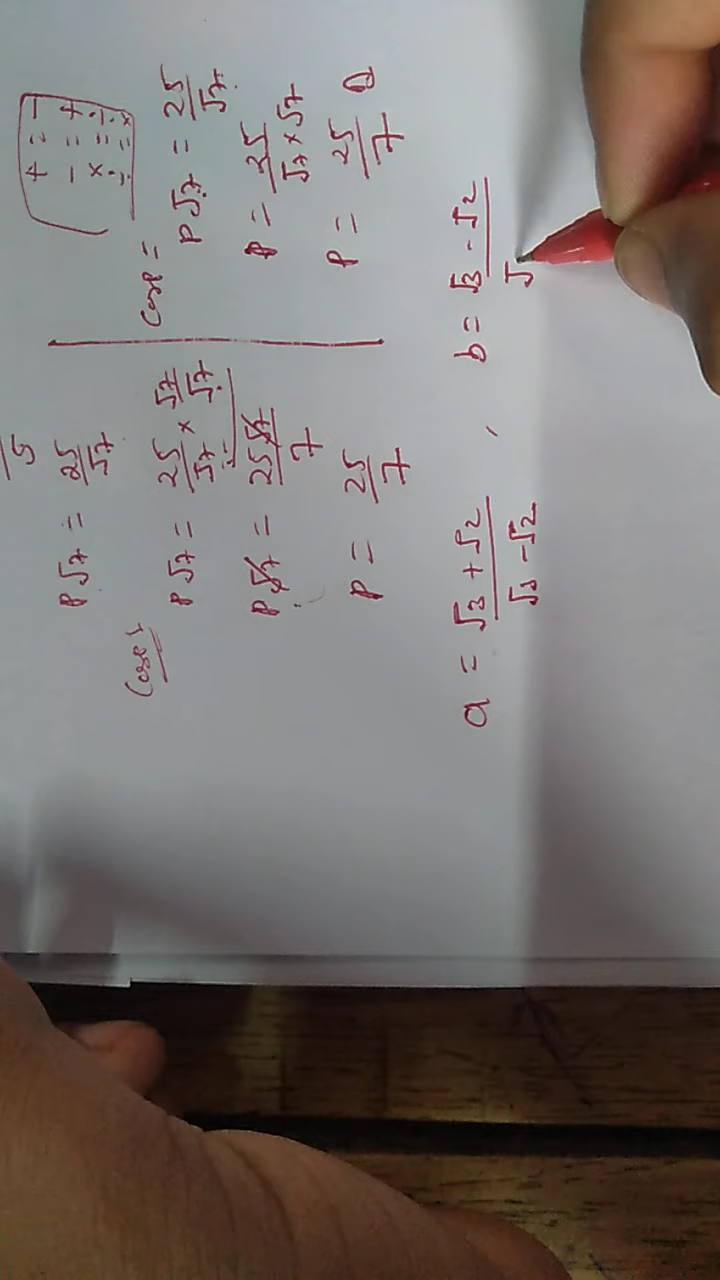 5
P√7 = 25/√7
Case 1
P√7 = 25/√7 × √7/√7
P√7 = 25√7/7
P = 25/7
+ = -
- = +
× = ÷
÷ = ×
Case =
P√7 = 25/√7
P = 25/√7 × √7
P = 25/7
a = √3 + √2/√3 - √2 , b = √3 - √2/√